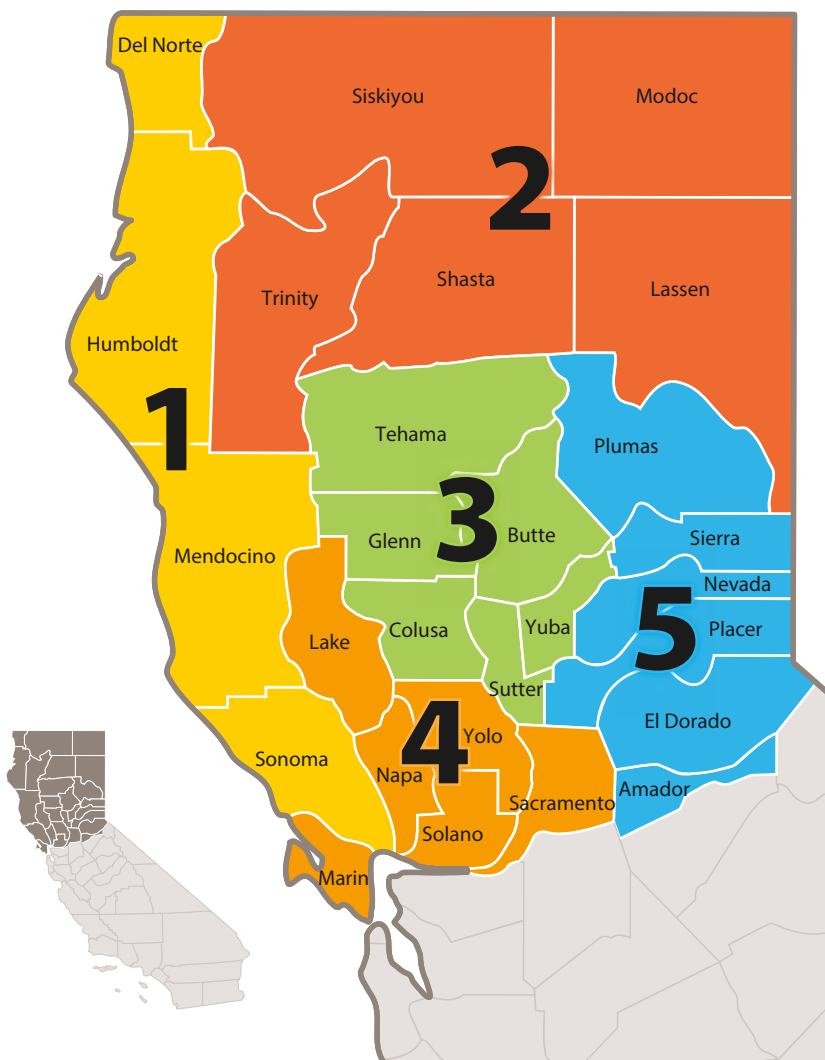 Del Norte
Siskiyou
Modoc
2
Trinity
Shasta
Lassen
Humboldt
1
Tehama
Plumas
3
Glenn
Butte
Sierra
Mendocino
Nevada
5
Placer
Lake
Colusa
Yuba
Sutter
El Dorado
4
Yolo
Sonoma
Napa
Amador
Sacramento
Solano
Marin